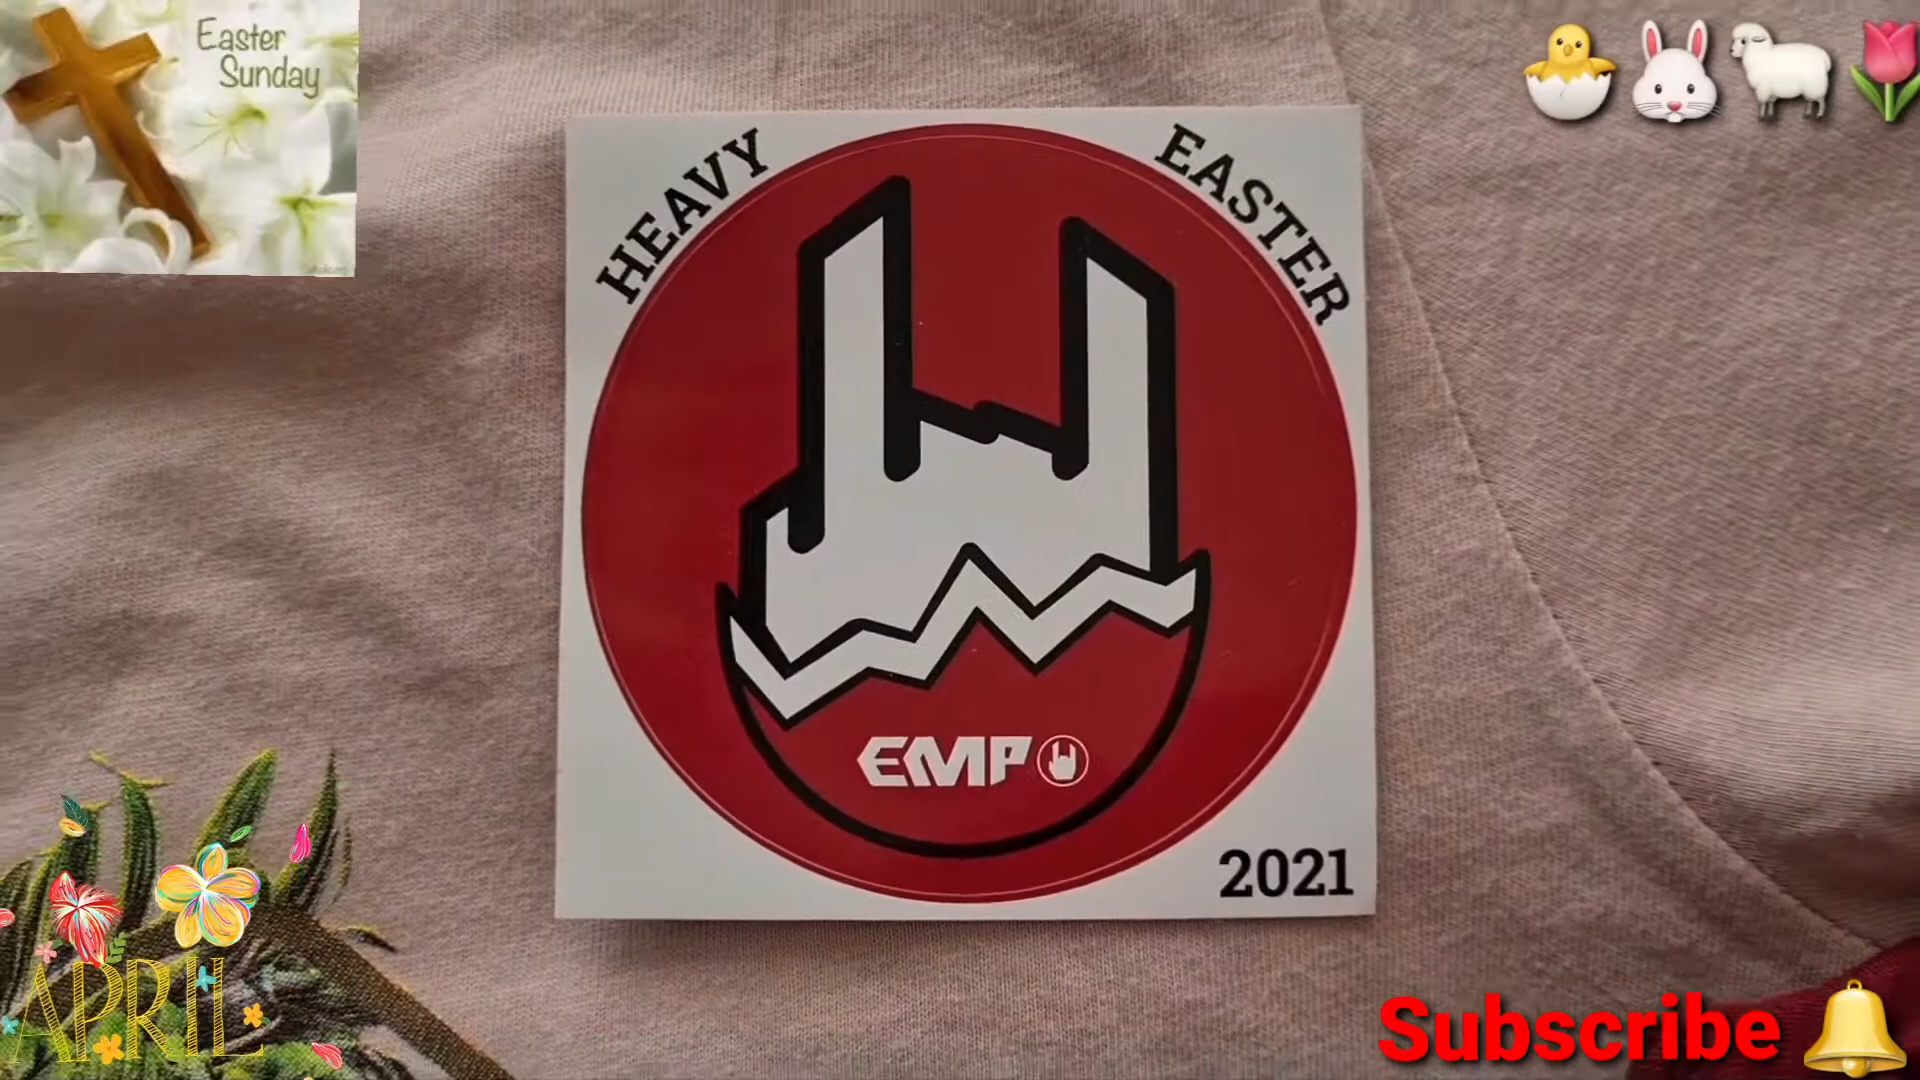 Easter
Sunday
HEAVY
EASTER
EMP
2021
APRIL
Subscribe